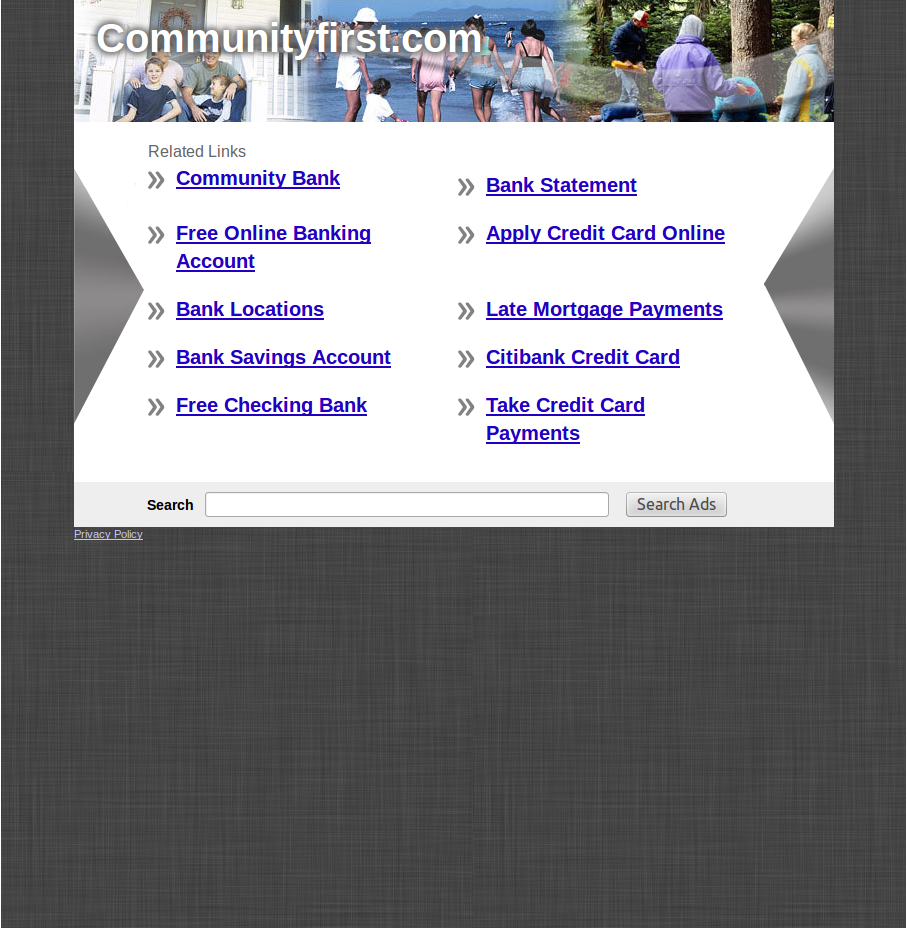 Communityfirst.com
Related Links
Community Bank
Bank Statement
Free Online Banking
Account
Apply Credit Card Online
Bank Locations
Late Mortgage Payments
Bank Savings Account
Citibank Credit Card
Free Checking Bank
Take Credit Card
Payments
Search
Search Ads
Privacy Policy